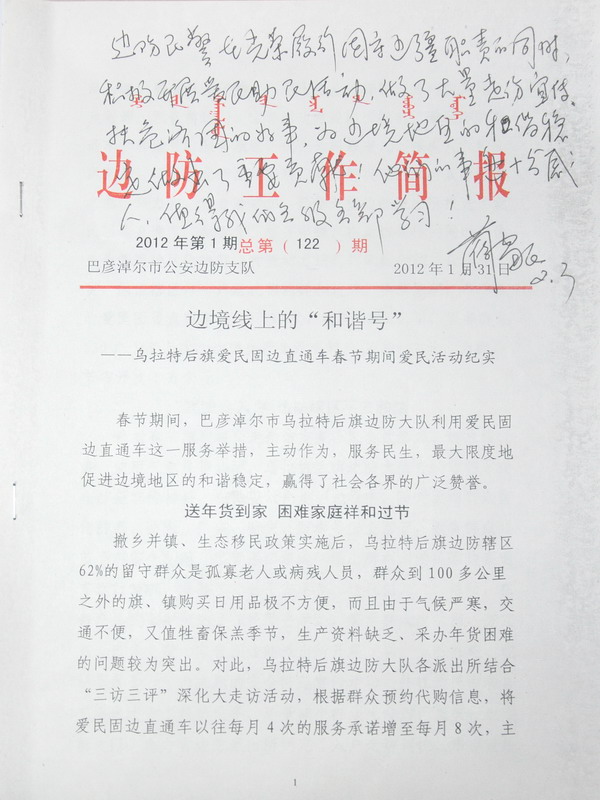 边防民警在光荣履行固守边疆职责的同时,
积极开展爱民助民活动,做了大量
扶危济困的好事,为边境地区的和谐稳
定做出了重要贡献!他们的事迹十分感
人,值得我们学习!
边防工作简报
2012年第1期总第(122)期
2.3
巴彦淖尔市公安边防支队 2012年1月31日
边境线上的“和谐号”
——乌拉特后旗爱民固边直通车春节期间爱民活动纪实
春节期间,巴彦淖尔市乌拉特后旗边防大队利用爱民固
边直通车这一服务举措,主动作为,服务民生,最大限度地
促进边境地区的和谐稳定,赢得了社会各界的广泛赞誉。
送年货到家 困难家庭祥和过节
撤乡并镇、生态移民政策实施后,乌拉特后旗边防辖区
62%的留守群众是孤寡老人或病残人员,群众到100多公里
之外的旗、镇购买日用品极不方便,而且由于气候严寒,交
通不便,又值牲畜保羔季节,生产资料缺乏、采办年货困难
的问题较为突出。对此,乌拉特后旗边防大队各派出所结合
“三访三评”深化大走访活动,根据群众预约代购信息,将
爱民固边直通车以往每月4次的服务承诺增至每月8次,主
1